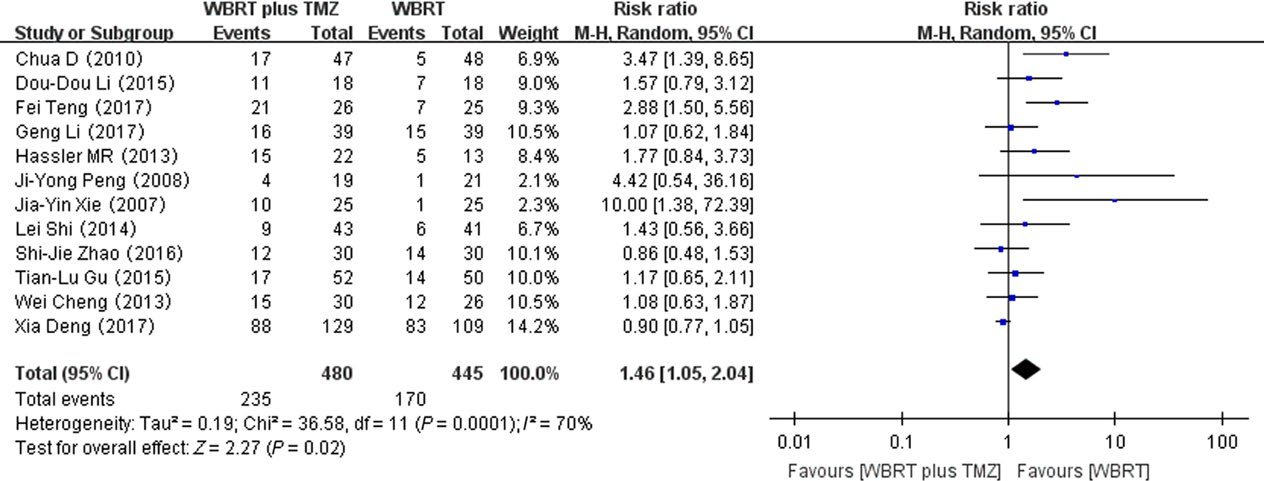 WBRT plus TMZ WBRT Risk ratio Risk ratio
Study or Subgroup Events Total Events Total Weight M-H, Random, 95% CI M-H, Random, 95% CI
Chua D (2010) 17 47 5 48 6.9% 3.47 [1.39, 8.65]
Dou-Dou Li (2015) 11 18 7 18 9.0% 1.57 [0.79, 3.12]
Fei Teng (2017) 21 26 7 25 9.3% 2.88 [1.50, 5.56]
Geng Li (2017) 16 39 15 39 10.5% 1.07 [0.62, 1.84]
Hassler MR (2013) 15 22 5 13 8.4% 1.77 [0.84, 3.73]
Ji-Yong Peng (2008) 4 19 1 21 2.1% 4.42 [0.54, 36.16]
Jia-Yin Xie (2007) 10 25 1 25 2.3% 10.00 [1.38, 72.39]
Lei Shi (2014) 9 43 6 41 6.7% 1.43 [0.56, 3.66]
Shi-Jie Zhao (2016) 12 30 14 30 10.1% 0.86 [0.48, 1.53]
Tian-Lu Gu (2015) 17 52 14 50 10.0% 1.17 [0.65, 2.11]
Wei Cheng (2013) 15 30 12 26 10.5% 1.08 [0.63, 1.87]
Xia Deng (2017) 88 129 83 109 14.2% 0.90 [0.77, 1.05]
Total (95% CI) 480 445 100.0% 1.46 [1.05, 2.04]
Total events 235 170
Heterogeneity: Tau² = 0.19; Chi² = 36.58, df = 11 (P = 0.0001); I² = 70%
Test for overall effect: Z = 2.27 (P = 0.02)
0.01 0.1 1 10 100
Favours [WBRT plus TMZ] Favours [WBRT]